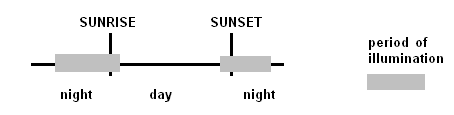 SUNRISE SUNSET
period of
illumination
night day night